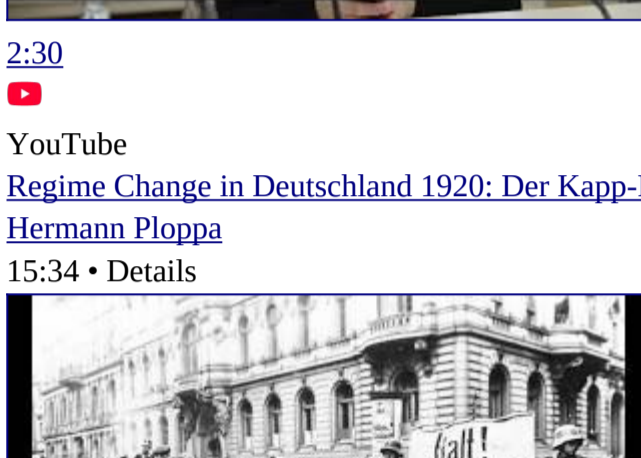 2:30
YouTube
Regime Change in Deutschland 1920: Der Kapp-
Hermann Ploppa
15:34 • Details
Halt!